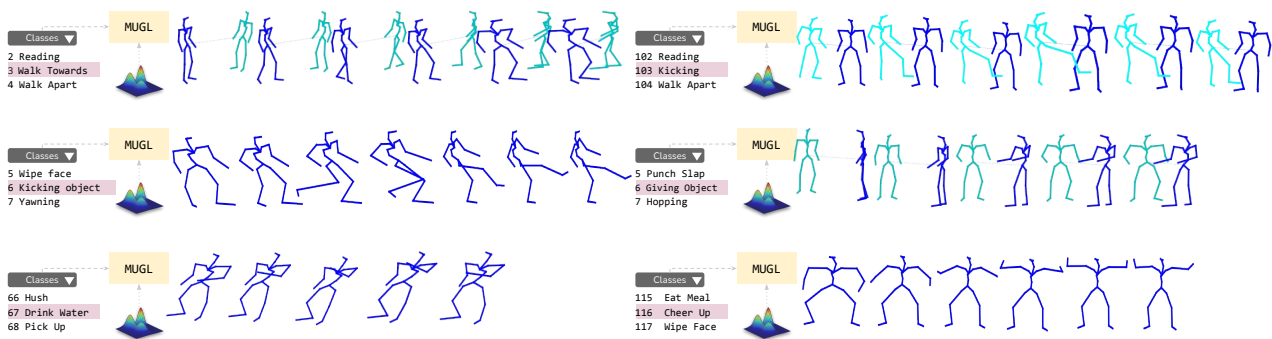 MUGL
Classes
2 Reading
3 Walk Towards
4 Walk Apart
MUGL
Classes
102 Reading
103 Kicking
104 Walk Apart
MUGL
Classes
5 Wipe face
6 Kicking object
7 Yawning
MUGL
Classes
5 Punch Slap
6 Giving Object
7 Hopping
MUGL
Classes
66 Hush
67 Drink Water
68 Pick Up
MUGL
Classes
115 Eat Meal
116 Cheer Up
117 Wipe Face